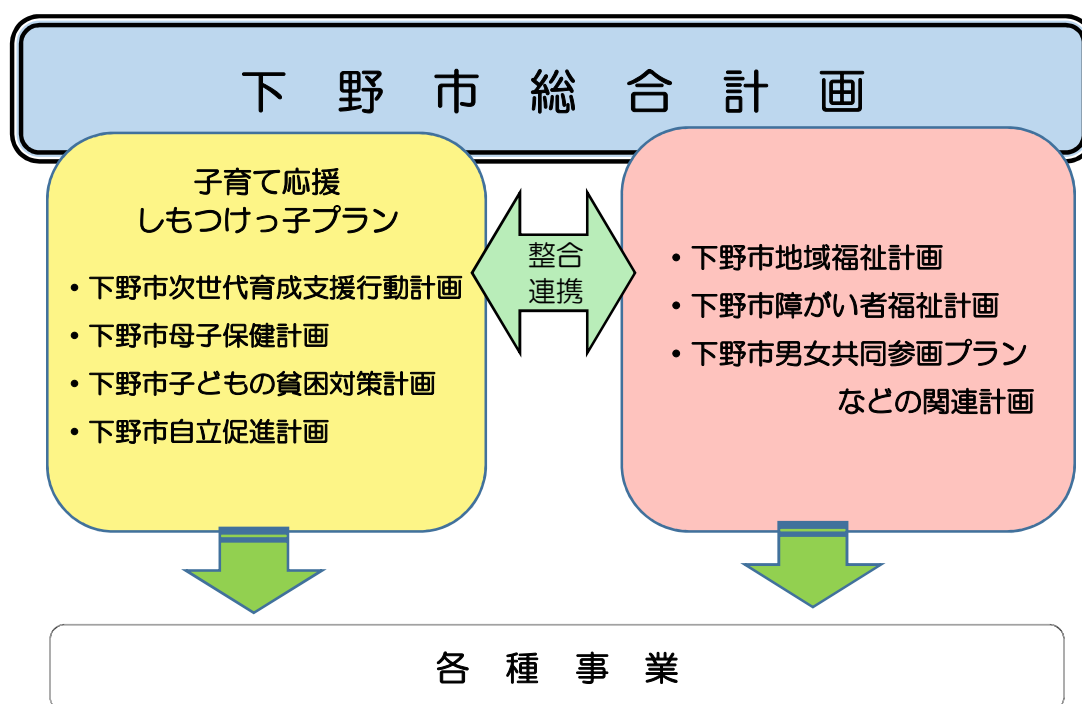 下野市総合計画
子育て応援
しもつけっ子プラン
・下野市次世代育成支援行動計画
・下野市母子保健計画
・下野市子どもの貧困対策計画
・下野市自立促進計画
整合
連携
・下野市地域福祉計画
・下野市障がい者福祉計画
・下野市男女共同参画プラン
などの関連計画
各種事業